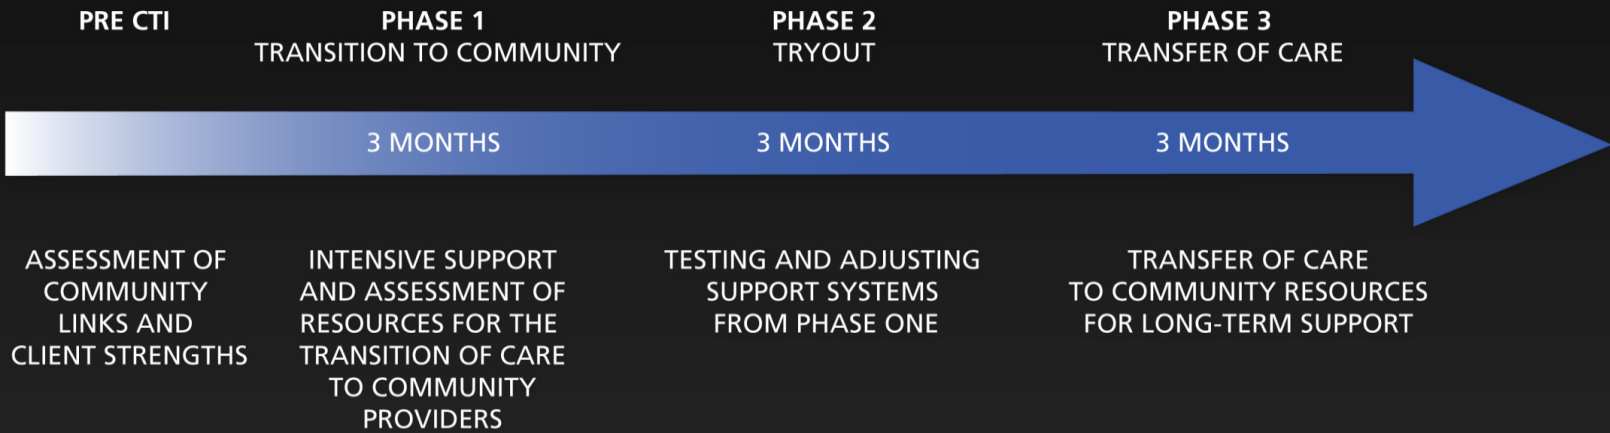 PRE CTI
PHASE 1
TRANSITION TO COMMUNITY
PHASE 2
TRYOUT
PHASE 3
TRANSFER OF CARE
3 MONTHS
3 MONTHS
3 MONTHS
ASSESSMENT OF
COMMUNITY
LINKS AND
CLIENT STRENGTHS
INTENSIVE SUPPORT
AND ASSESSMENT OF
RESOURCES FOR THE
TRANSITION OF CARE
TO COMMUNITY
PROVIDERS
TESTING AND ADJUSTING
SUPPORT SYSTEMS
FROM PHASE ONE
TRANSFER OF CARE
TO COMMUNITY RESOURCES
FOR LONG-TERM SUPPORT